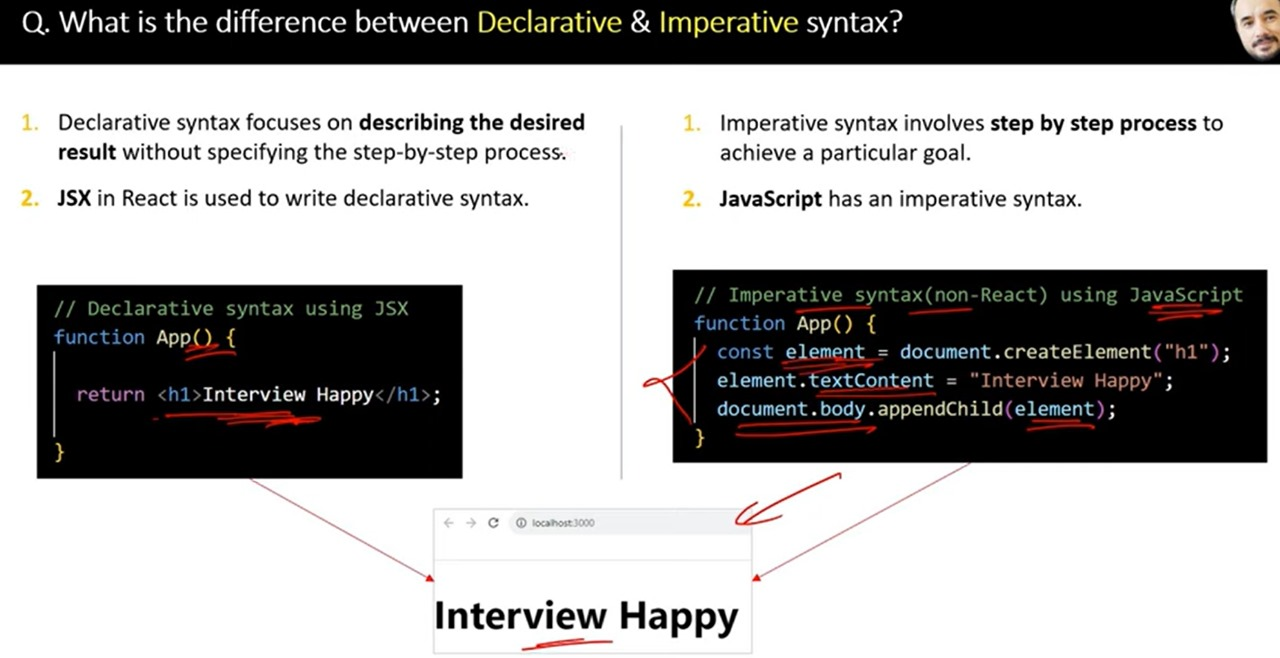 Q. What is the difference between Declarative & Imperative syntax?
1. Declarative syntax focuses on describing the desired
result without specifying the step-by-step process.
2. JSX in React is used to write declarative syntax.
// Declarative syntax using JSX
function App() {
return <h1>Interview Happy</h1>;
}
1. Imperative syntax involves step by step process to
achieve a particular goal.
2. JavaScript has an imperative syntax.
// Imperative syntax(non-React) using JavaScript
function App() {
const element = document.createElement("h1");
element.textContent = "Interview Happy";
document.body.appendChild(element);
}
localhost:3000
Interview Happy